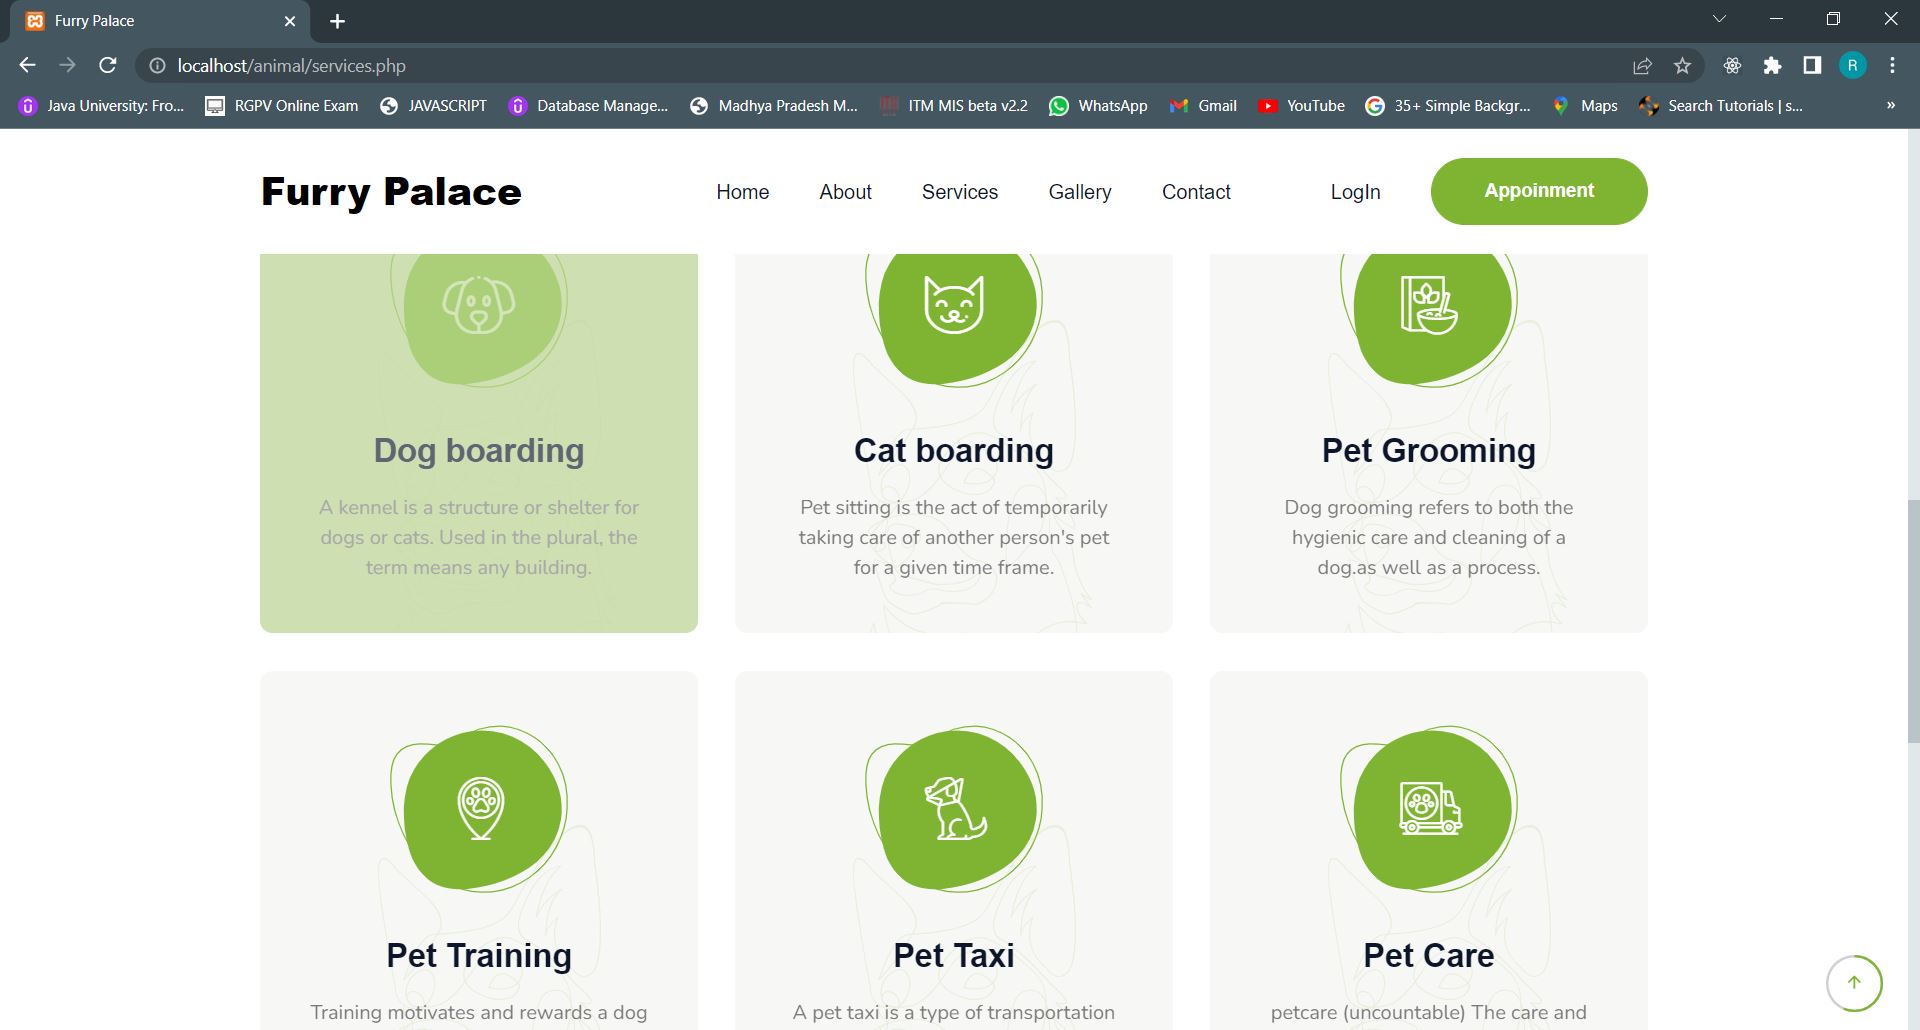 Furry Palace
localhost/animal/services.php
R
Java University: Fro... RGPV Online Exam JAVASCRIPT Database Manage... Madhya Pradesh M... ITM MIS beta v2.2 WhatsApp Gmail YouTube 35+ Simple Backgr... Maps Search Tutorials | s... »
Furry Palace Home About Services Gallery Contact LogIn Appoinment
Dog boarding
A kennel is a structure or shelter for
dogs or cats. Used in the plural, the
term means any building.
Cat boarding
Pet sitting is the act of temporarily
taking care of another person's pet
for a given time frame.
Pet Grooming
Dog grooming refers to both the
hygienic care and cleaning of a
dog.as well as a process.
Pet Training
Training motivates and rewards a dog
Pet Taxi
A pet taxi is a type of transportation
Pet Care
petcare (uncountable) The care and